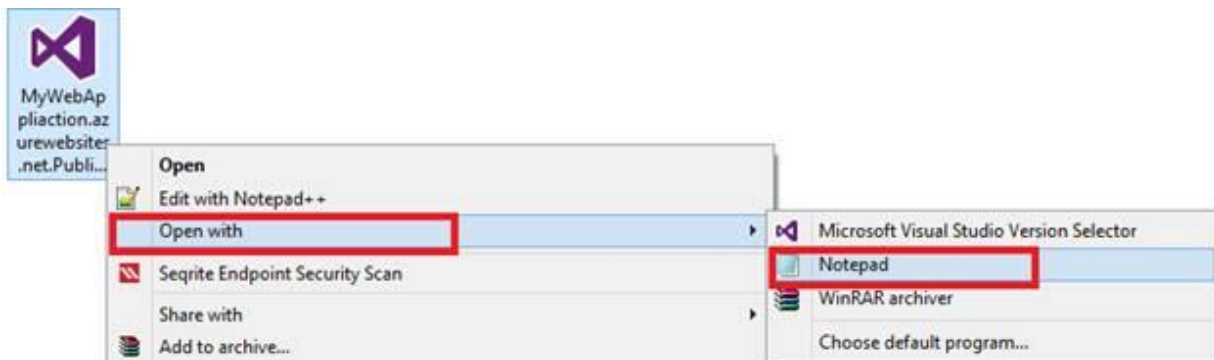 MyWebAp
pliaction.az
urewebsites
.net.Publi...
Open
Edit with Notepad++
Open with
Seqrite Endpoint Security Scan
Share with
Add to archive...
Microsoft Visual Studio Version Selector
Notepad
WinRAR archiver
Choose default program...